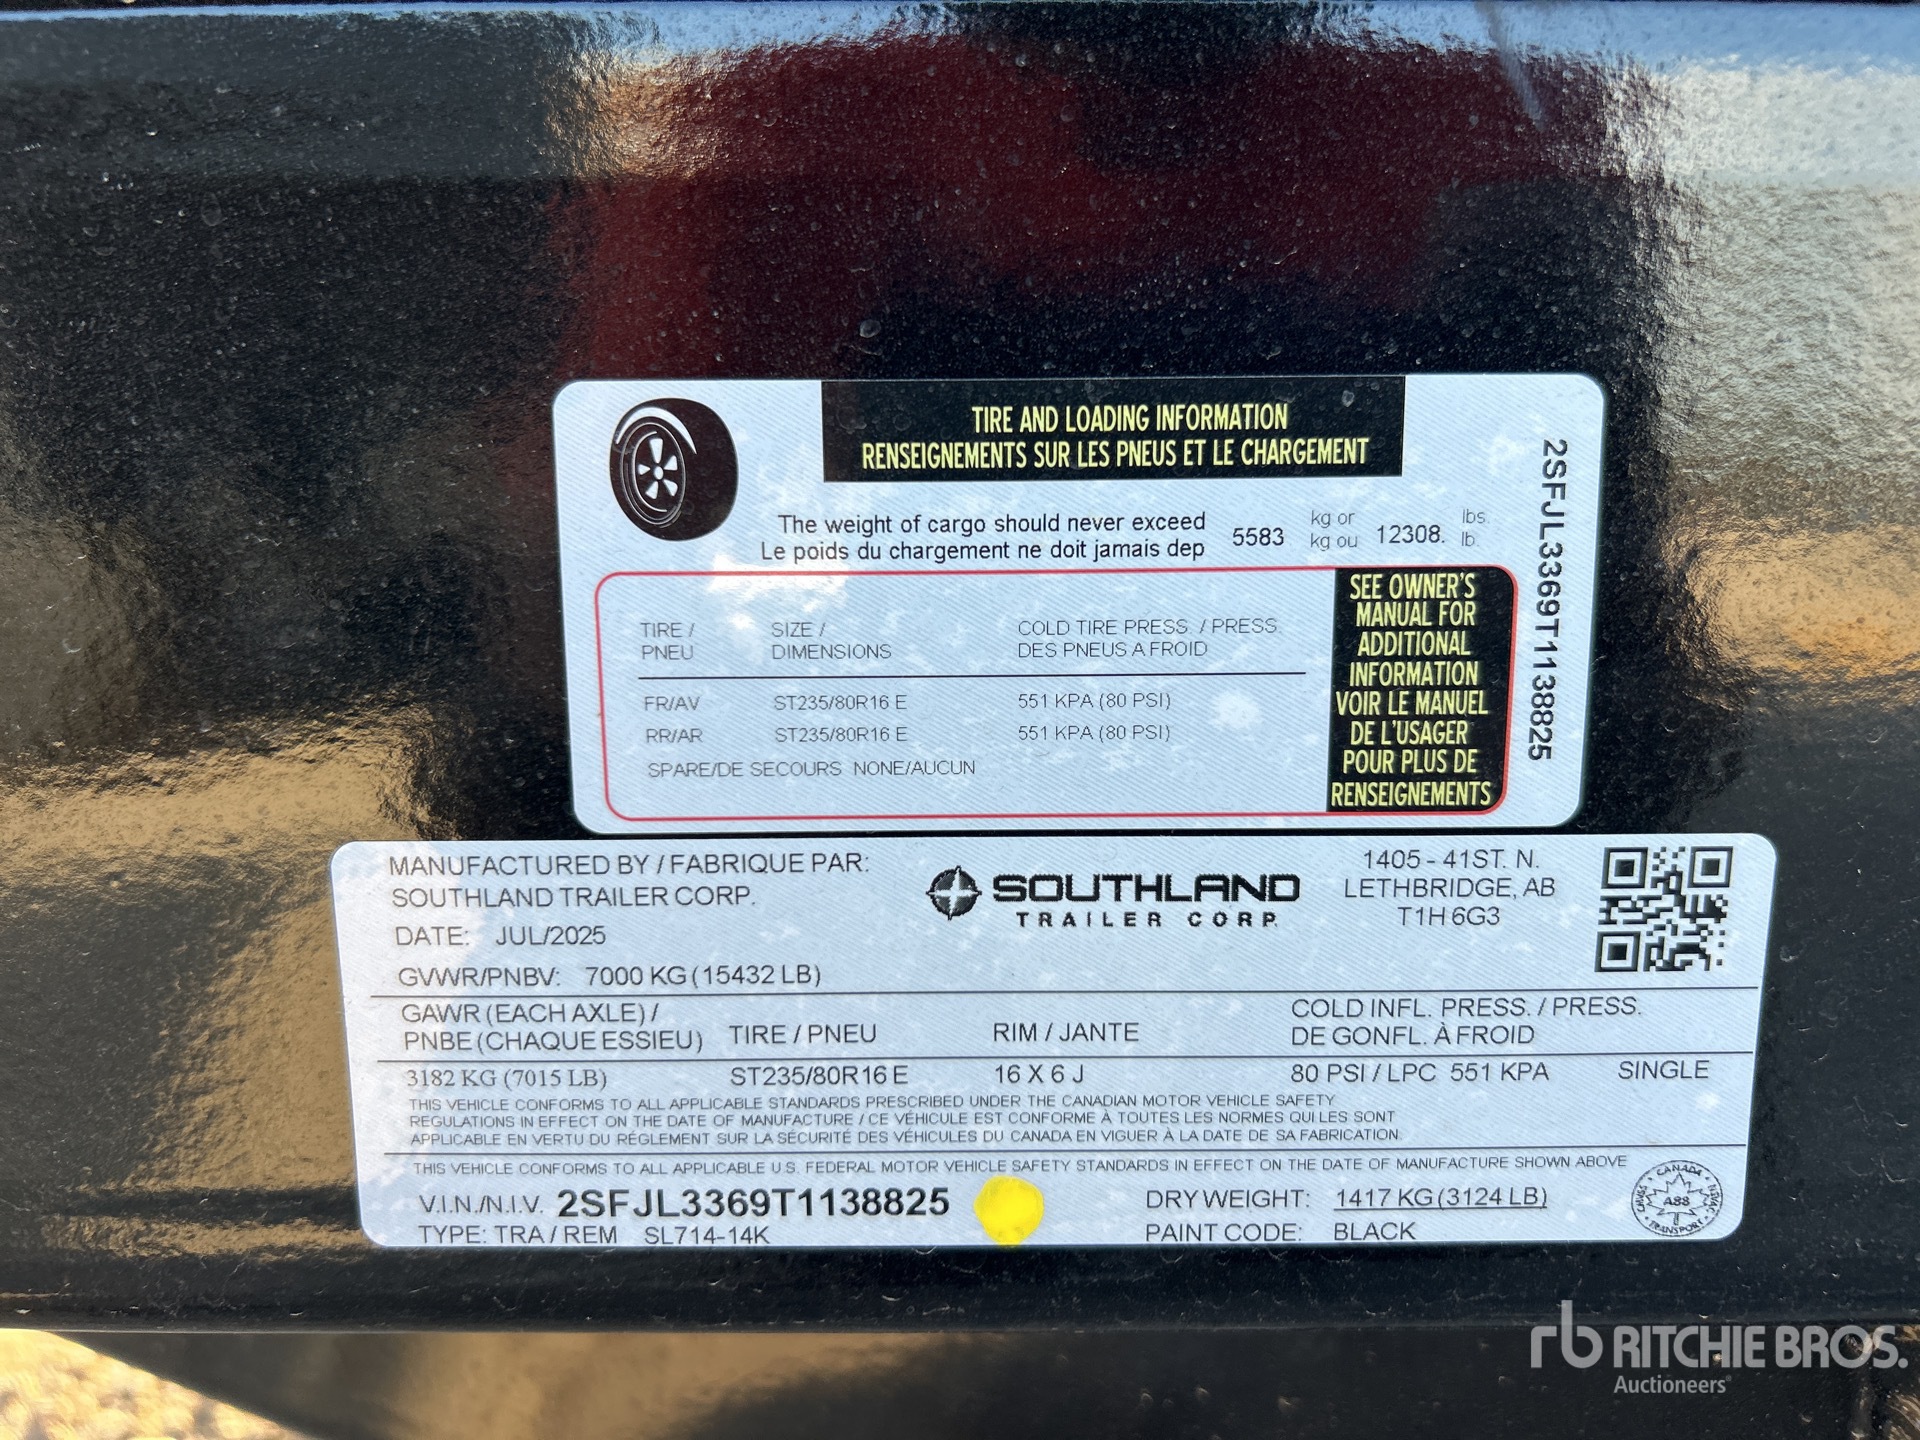 TIRE AND LOADING INFORMATION
RENSEIGNEMENTS SUR LES PNEUS ET LE CHARGEMENT
The weight of cargo should never exceed
Le poids du chargement ne doit jamais dep
5583 kg or 12308. lbs.
kg ou lb.
TIRE / SIZE / COLD TIRE PRESS. / PRESS.
PNEU DIMENSIONS DES PNEUS A FROID
FR/AV ST235/80R16 E 551 KPA (80 PSI)
RR/AR ST235/80R16 E 551 KPA (80 PSI)
SPARE/DE SECOURS NONE/AUCUN
SEE OWNER'S
MANUAL FOR
ADDITIONAL
INFORMATION
VOIR LE MANUEL
DE L'USAGER
POUR PLUS DE
RENSEIGNEMENTS
2SFJL3369T1138825
MANUFACTURED BY / FABRIQUE PAR:
SOUTHLAND TRAILER CORP.
DATE: JUL/2025
GVWR/PNBV: 7000 KG (15432 LB)
SOUTHLAND
TRAILER CORP.
1405 - 41ST. N.
LETHBRIDGE, AB
T1H 6G3
GAWR (EACH AXLE) /
PNBE (CHAQUE ESSIEU) TIRE / PNEU RIM / JANTE
COLD INFL. PRESS. / PRESS.
DE GONFL. À FROID
3182 KG (7015 LB) ST235/80R16 E 16 X 6 J 80 PSI / LPC 551 KPA SINGLE
THIS VEHICLE CONFORMS TO ALL APPLICABLE STANDARDS PRESCRIBED UNDER THE CANADIAN MOTOR VEHICLE SAFETY
REGULATIONS IN EFFECT ON THE DATE OF MANUFACTURE / CE VÉHICULE EST CONFORME À TOUTES LES NORMES QUI LES SONT
APPLICABLE EN VERTU DU RÉGLEMENT SUR LA SÉCURITÉ DES VÉHICULES DU CANADA EN VIGUER À LA DATE DE SA FABRICATION.
THIS VEHICLE CONFORMS TO ALL APPLICABLE U.S. FEDERAL MOTOR VEHICLE SAFETY STANDARDS IN EFFECT ON THE DATE OF MANUFACTURE SHOWN ABOVE
V.I.N./N.I.V. 2SFJL3369T1138825 DRY WEIGHT: 1417 KG (3124 LB)
TYPE: TRA / REM SL714-14K PAINT CODE: BLACK
CANADA
A88
TRANSPORT
rb RITCHIE BROS.
Auctioneers